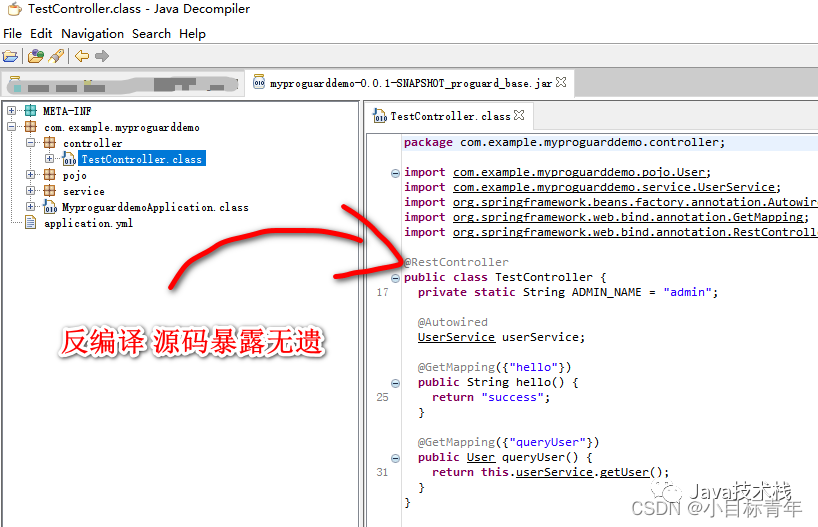 TestController.class - Java Decompiler
File Edit Navigation Search Help
myproguarddemo-0.0.1-SNAPSHOT_proguard_base.jar
META-INF
com.example.myproguarddemo
controller
TestController.class
pojo
service
MyproguarddemoApplication.class
application.yml
反编译 源码暴露无遗
TestController.class
package com.example.myproguarddemo.controller;
import com.example.myproguarddemo.pojo.User;
import com.example.myproguarddemo.service.UserService;
import org.springframework.beans.factory.annotation.Autowire
import org.springframework.web.bind.annotation.GetMapping;
import org.springframework.web.bind.annotation.RestControlle
@RestController
public class TestController {
17 private static String ADMIN_NAME = "admin";
@Autowired
UserService userService;
@GetMapping({"hello"})
public String hello() {
25 return "success";
}
@GetMapping({"queryUser"})
public User queryUser() {
31 return this.userService.getUser();
}
}
Java技术栈
CSDN @小目标青年